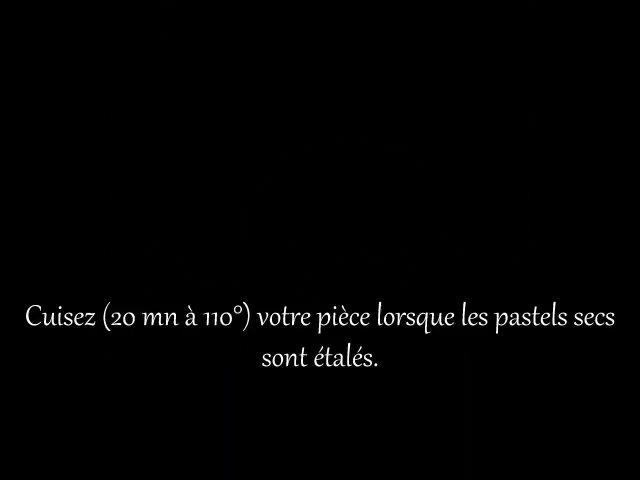 Cuisez (20 mn à 110°) votre pièce lorsque les pastels secs
sont étalés.